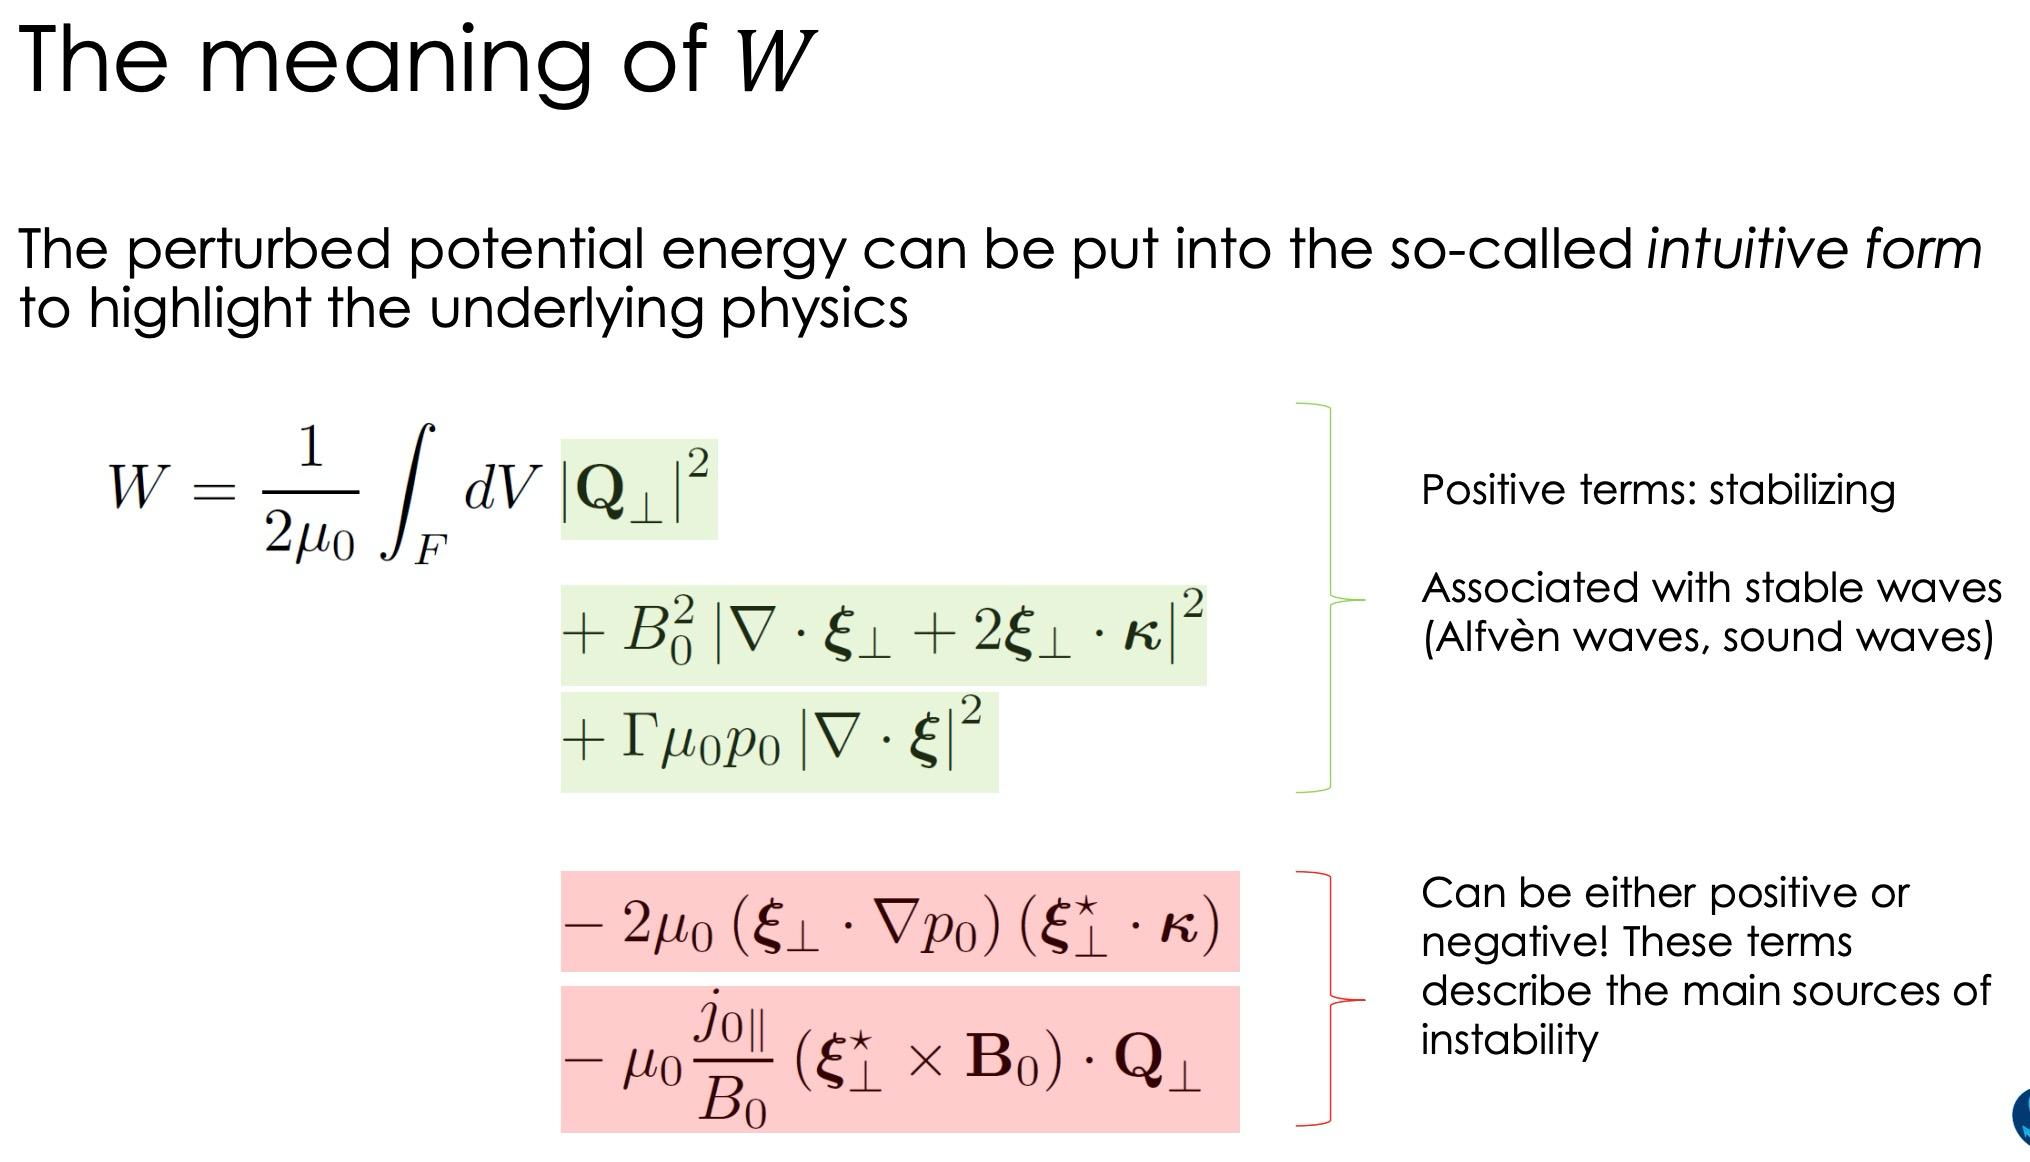 The meaning of W
The perturbed potential energy can be put into the so-called intuitive form
to highlight the underlying physics
W = \frac{1}{2\mu_0} \int_F dV |\mathbf{Q}_\perp|^2
+ B_0^2 |\nabla \cdot \boldsymbol{\xi}_\perp + 2\boldsymbol{\xi}_\perp \cdot \boldsymbol{\kappa}|^2
+ \Gamma \mu_0 p_0 |\nabla \cdot \boldsymbol{\xi}|^2
Positive terms: stabilizing
Associated with stable waves
(Alfvèn waves, sound waves)
- 2\mu_0 (\boldsymbol{\xi}_\perp \cdot \nabla p_0) (\boldsymbol{\xi}_\perp^\star \cdot \boldsymbol{\kappa})
- \mu_0 \frac{j_{0\parallel}}{B_0} (\boldsymbol{\xi}_\perp^\star \times \mathbf{B}_0) \cdot \mathbf{Q}_\perp
Can be either positive or
negative! These terms
describe the main sources of
instability